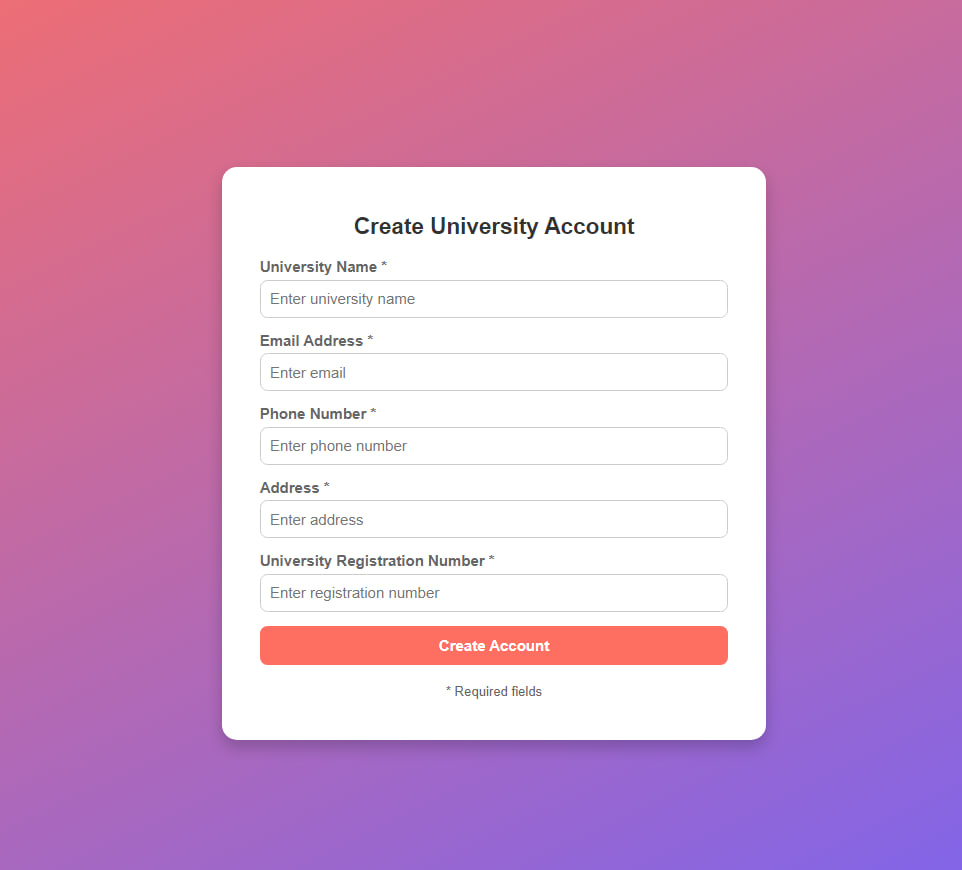 Create University Account
University Name *
Enter university name
Email Address *
Enter email
Phone Number *
Enter phone number
Address *
Enter address
University Registration Number *
Enter registration number
Create Account
* Required fields